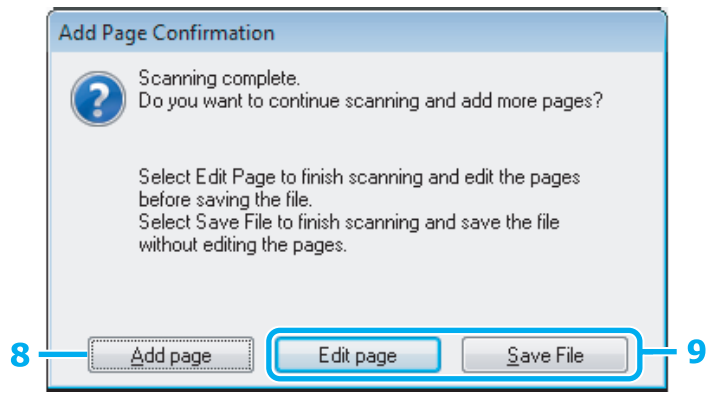 Add Page Confirmation
Scanning complete.
Do you want to continue scanning and add more pages?
Select Edit Page to finish scanning and edit the pages
before saving the file.
Select Save File to finish scanning and save the file
without editing the pages.
8 Add page Edit page Save File 9